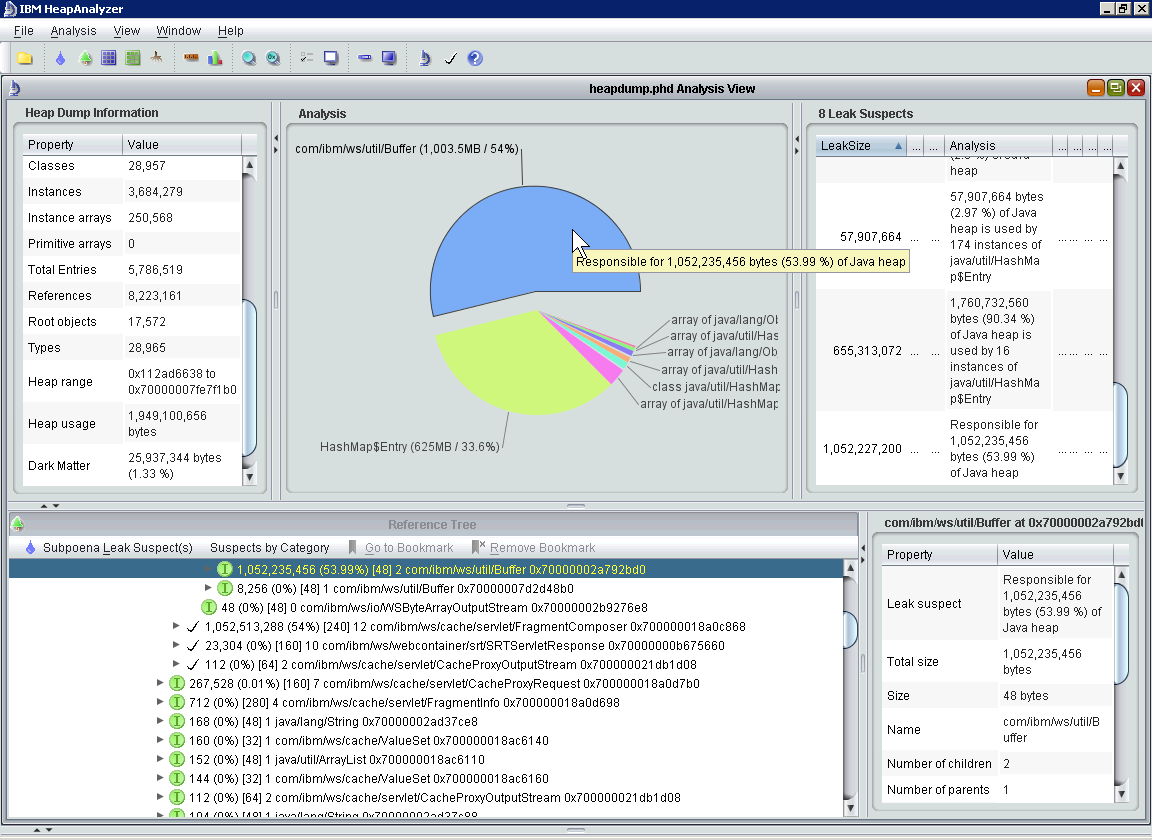 IBM HeapAnalyzer
File Analysis View Window Help
heapdump.phd Analysis View
Heap Dump Information
Property Value
Classes 28,957
Instances 3,684,279
Instance arrays 250,568
Primitive arrays 0
Total Entries 5,786,519
References 8,223,161
Root objects 17,572
Types 28,965
Heap range 0x112ad6638 to
0x70000007fe7f1b0
Heap usage 1,949,100,656
bytes
Dark Matter 25,937,344 bytes
(1.33 %)
Analysis
com/ibm/ws/util/Buffer (1,003.5MB / 54%)
Responsible for 1,052,235,456 bytes (53.99 %) of Java heap
array of java/lang/Ob
array of java/util/Has
array of java/lang/Ob
array of java/util/Hash
class java/util/HashMap
array of java/util/HashMap
HashMap$Entry (625MB / 33.6%)
8 Leak Suspects
LeakSize ... ... Analysis ... ... ... ...
heap
57,907,664 ... ... 57,907,664 bytes
(2.97 %) of Java
heap is used by
174 instances of
java/util/HashMa
p$Entry ... ... ... ...
655,313,072 ... ... 1,760,732,560
bytes (90.34 %)
of Java heap is
used by 16
instances of
java/util/HashMa
p$Entry ... ... ... ...
1,052,227,200 ... ... Responsible for
1,052,235,456
bytes (53.99 %)
of Java heap ... ... ... ...
Reference Tree
Subpoena Leak Suspect(s) Suspects by Category Go to Bookmark Remove Bookmark
1,052,235,456 (53.99%) [48] 2 com/ibm/ws/util/Buffer 0x70000002a792bd0
8,256 (0%) [48] 1 com/ibm/ws/util/Buffer 0x70000007d2d48b0
48 (0%) [48] 0 com/ibm/ws/io/WSByteArrayOutputStream 0x70000002b9276e8
1,052,513,288 (54%) [240] 12 com/ibm/ws/cache/servlet/FragmentComposer 0x700000018a0c868
23,304 (0%) [160] 10 com/ibm/ws/webcontainer/srt/SRTServletResponse 0x70000000b675660
112 (0%) [64] 2 com/ibm/ws/cache/servlet/CacheProxyOutputStream 0x700000021db1d08
267,528 (0.01%) [160] 7 com/ibm/ws/cache/servlet/CacheProxyRequest 0x700000018a0d7b0
712 (0%) [280] 4 com/ibm/ws/cache/servlet/FragmentInfo 0x700000018a0d698
168 (0%) [48] 1 java/lang/String 0x70000002ad37ce8
160 (0%) [32] 1 com/ibm/ws/cache/ValueSet 0x700000018ac6140
152 (0%) [48] 1 java/util/ArrayList 0x700000018ac6110
144 (0%) [32] 1 com/ibm/ws/cache/ValueSet 0x700000018ac6160
112 (0%) [64] 2 com/ibm/ws/cache/servlet/CacheProxyOutputStream 0x700000021db1d08
104 (0%) [48] 1 java/lang/String 0x70000002ad37c88
com/ibm/ws/util/Buffer at 0x70000002a792bd0
Property Value
Leak suspect Responsible for
1,052,235,456
bytes (53.99 %) of
Java heap
Total size 1,052,235,456
bytes
Size 48 bytes
Name com/ibm/ws/util/B
uffer
Number of children 2
Number of parents 1